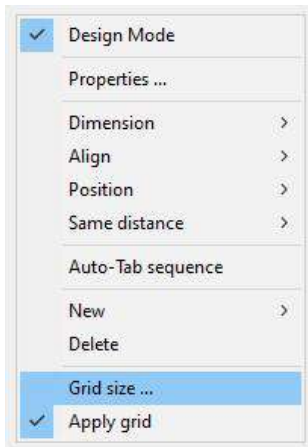 Design Mode
Properties ...
Dimension
Align
Position
Same distance
Auto-Tab sequence
New
Delete
Grid size ...
Apply grid